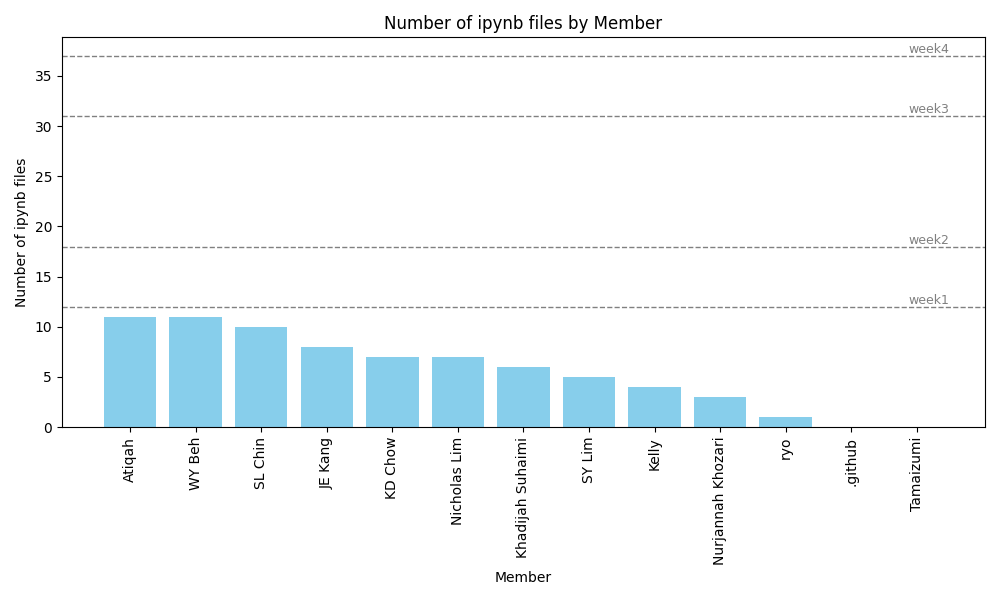 Number of ipynb files by Member
week4
week3
week2
week1
35
30
25
20
15
10
5
0
Number of ipynb files
Atiqah
WY Beh
SL Chin
JE Kang
KD Chow
Nicholas Lim
Khadijah Suhaimi
SY Lim
Kelly
Nurjannah Khozari
ryo
.github
Tamaizumi
Member